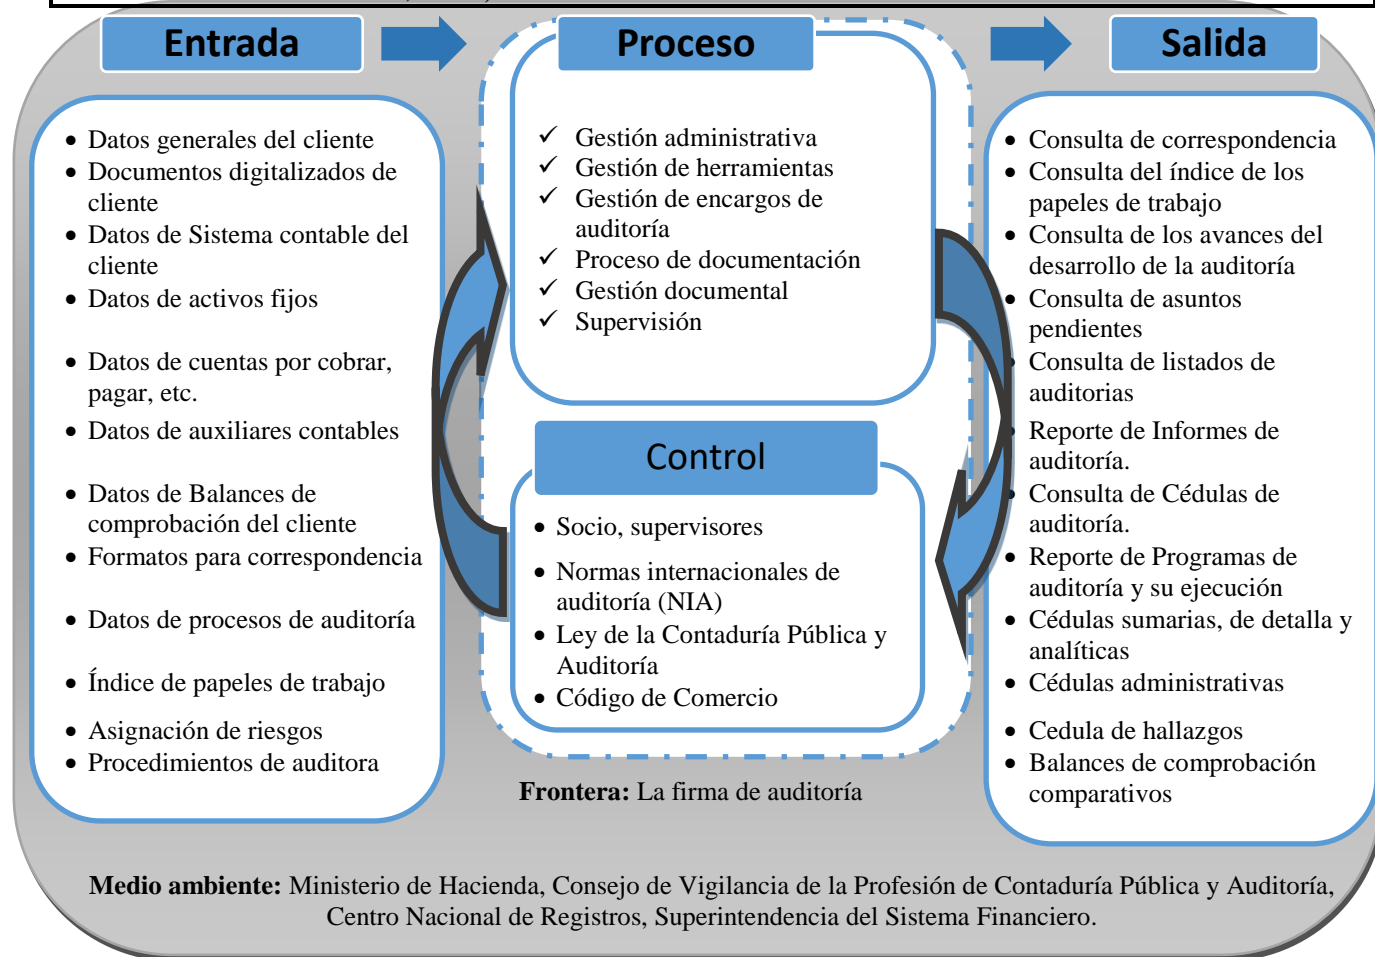 Entrada
Proceso
Salida
• Datos generales del cliente
• Documentos digitalizados de
cliente
• Datos de Sistema contable del
cliente
• Datos de activos fijos
• Datos de cuentas por cobrar,
pagar, etc.
• Datos de auxiliares contables
• Datos de Balances de
comprobación del cliente
• Formatos para correspondencia
• Datos de procesos de auditoría
• Índice de papeles de trabajo
• Asignación de riesgos
• Procedimientos de auditora
✓ Gestión administrativa
✓ Gestión de herramientas
✓ Gestión de encargos de
auditoría
✓ Proceso de documentación
✓ Gestión documental
✓ Supervisión
Control
• Socio, supervisores
• Normas internacionales de
auditoría (NIA)
• Ley de la Contaduría Pública y
Auditoría
• Código de Comercio
• Consulta de correspondencia
• Consulta del índice de los
papeles de trabajo
• Consulta de los avances del
desarrollo de la auditoría
• Consulta de asuntos
pendientes
• Consulta de listados de
auditorias
• Reporte de Informes de
auditoría.
• Consulta de Cédulas de
auditoría.
• Reporte de Programas de
auditoría y su ejecución
• Cédulas sumarias, de detalla y
analíticas
• Cédulas administrativas
• Cedula de hallazgos
• Balances de comprobación
comparativos
Frontera: La firma de auditoría
Medio ambiente: Ministerio de Hacienda, Consejo de Vigilancia de la Profesión de Contaduría Pública y Auditoría,
Centro Nacional de Registros, Superintendencia del Sistema Financiero.